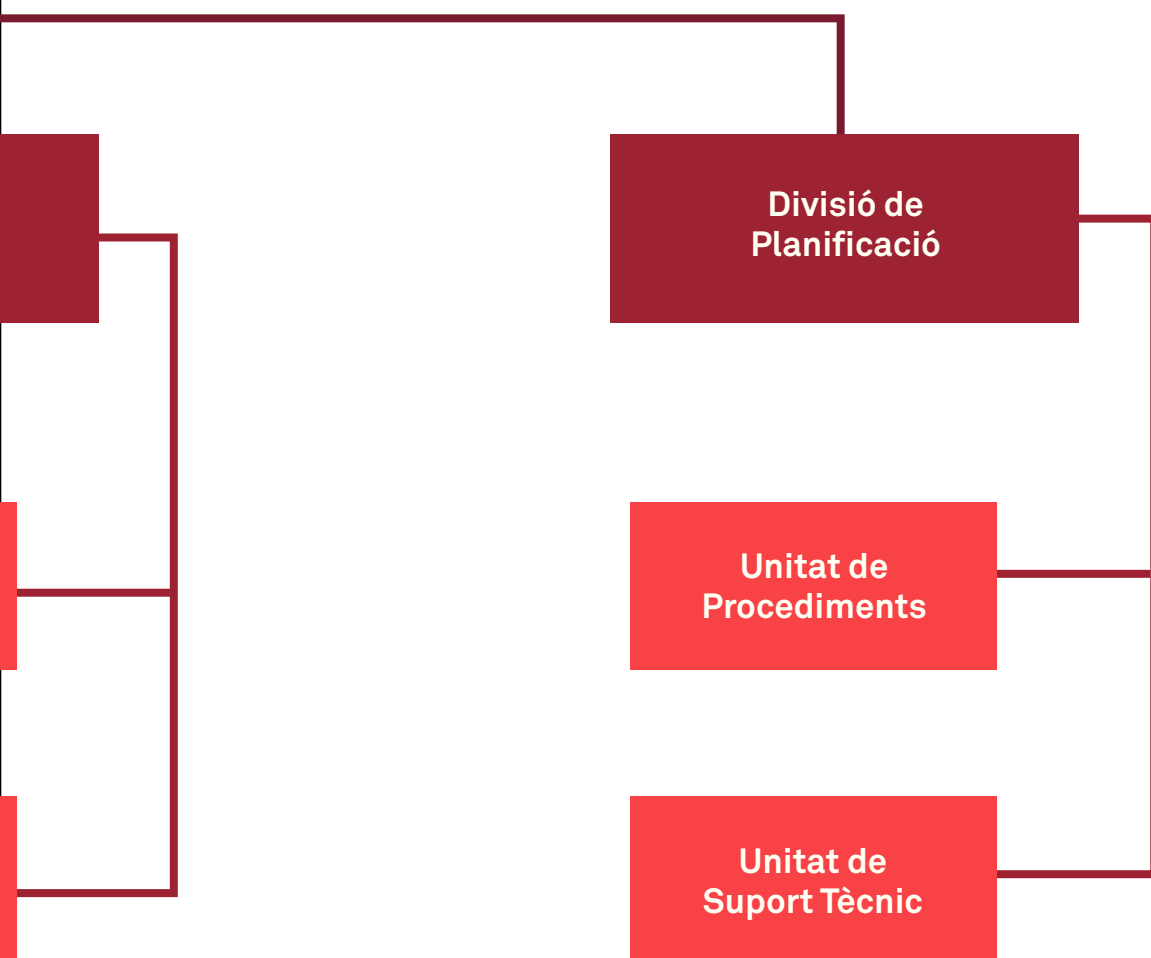 Divisió de
Planificació
Unitat de
Procediments
Unitat de
Suport Tècnic